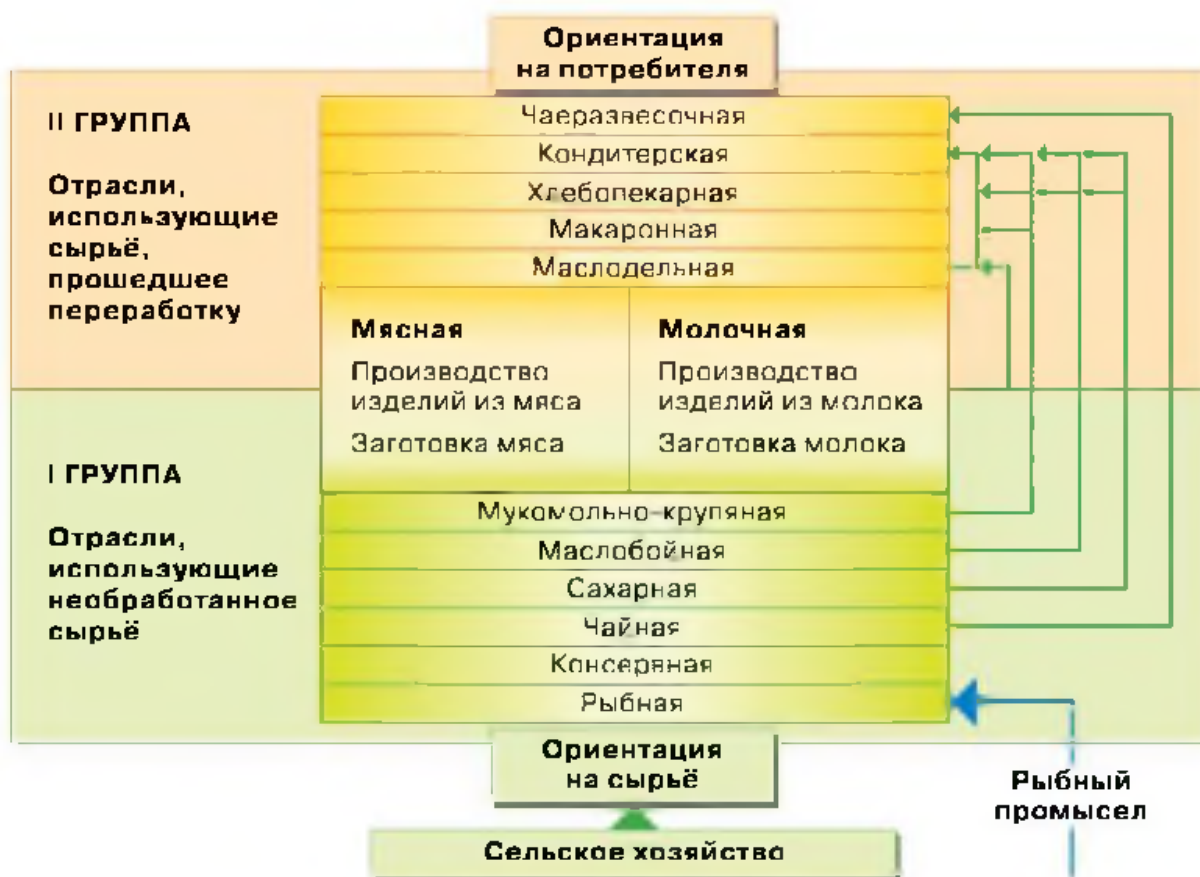 Ориентация
на потребителя
II ГРУППА
Отрасли,
использующие
сырьё,
прошедшее
переработку
Чаеразвесочная
Кондитерская
Хлебопекарная
Макаронная
Маслодельная
Мясная
Производство
изделий из мяса
Заготовка мяса
Молочная
Производство
изделий из молока
Заготовка молока
I ГРУППА
Отрасли,
использующие
необработанное
сырьё
Мукомольно-крупяная
Маслобойная
Сахарная
Чайная
Консервная
Рыбная
Ориентация
на сырьё
Рыбный
промысел
Сельское хозяйство